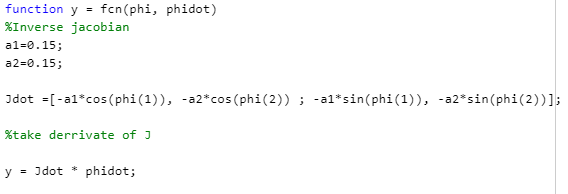 function y = fcn(phi, phidot)
%Inverse jacobian
a1=0.15;
a2=0.15;
Jdot =[-a1*cos(phi(1)), -a2*cos(phi(2)) ; -a1*sin(phi(1)), -a2*sin(phi(2))];
%take derrivate of J
y = Jdot * phidot;